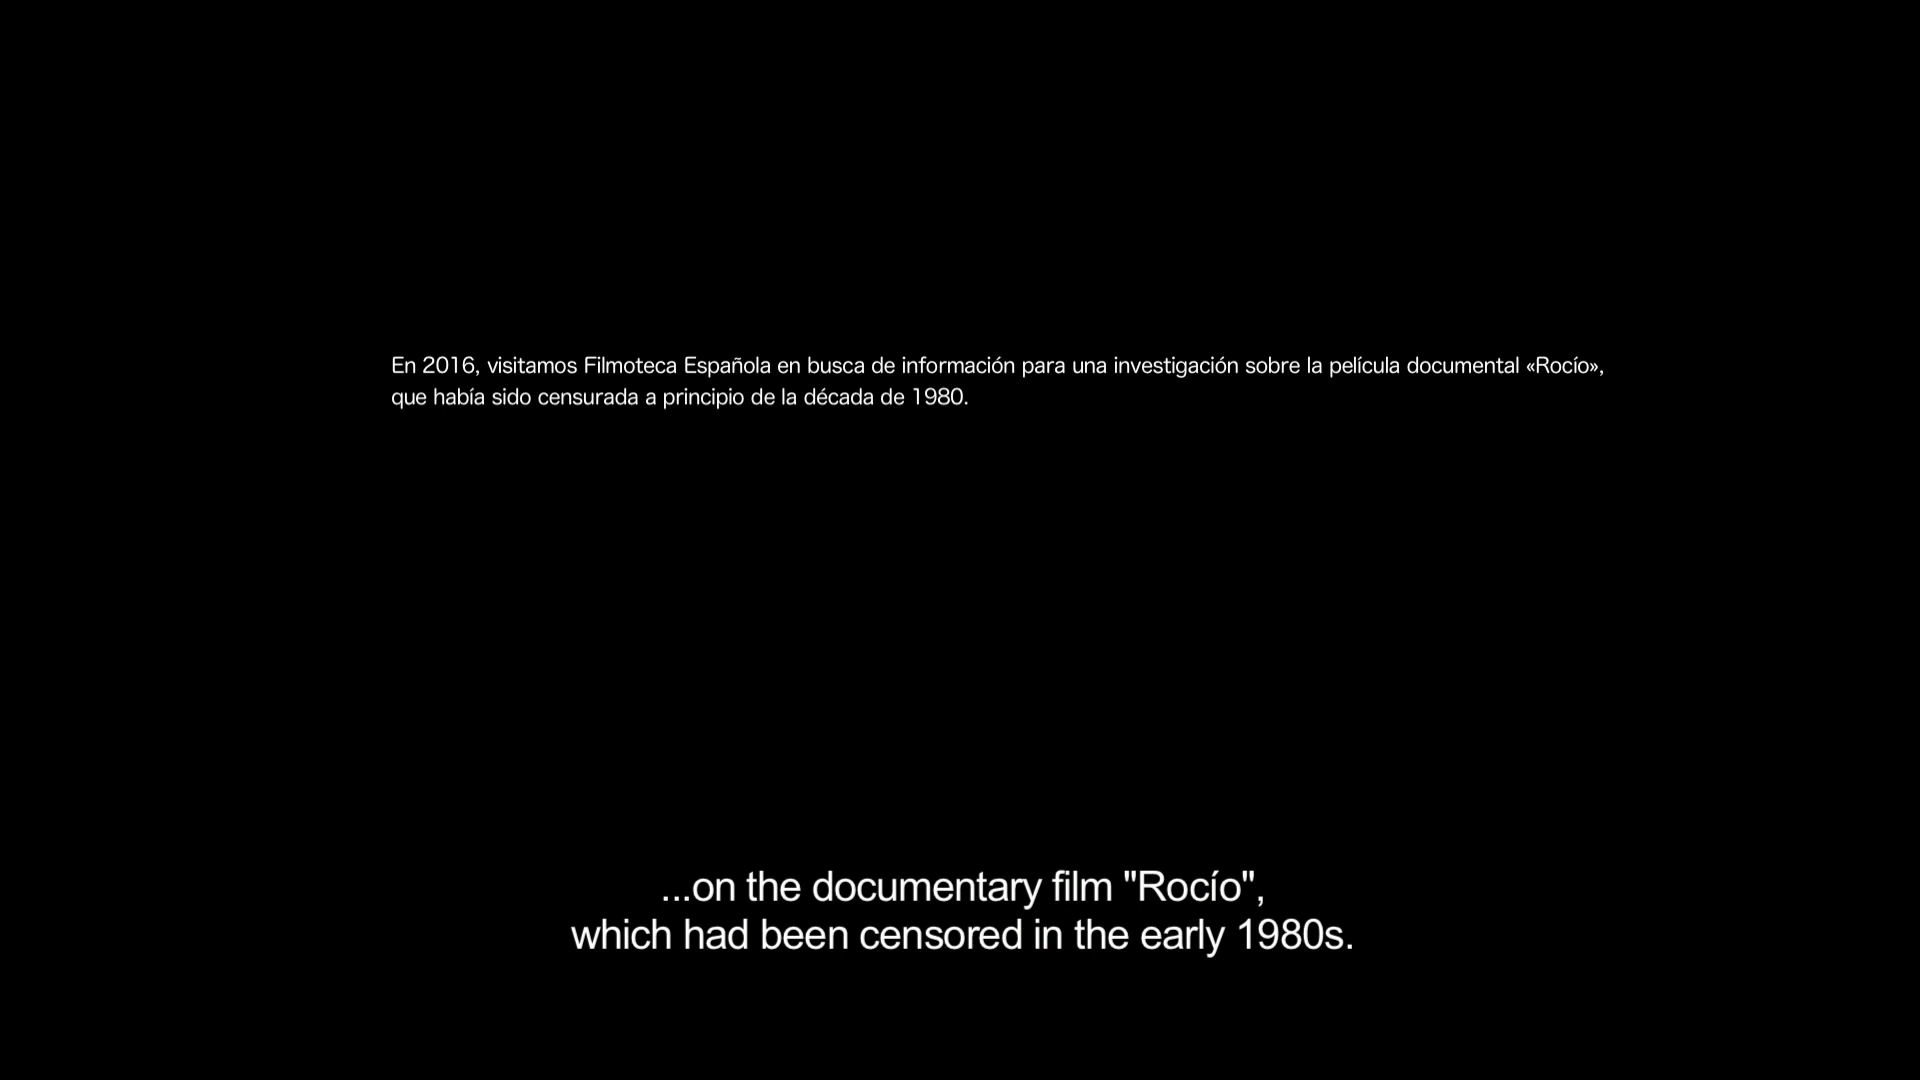 En 2016, visitamos Filmoteca Española en busca de información para una investigación sobre la película documental «Rocío»,
que había sido censurada a principio de la década de 1980.
...on the documentary film "Rocío",
which had been censored in the early 1980s.